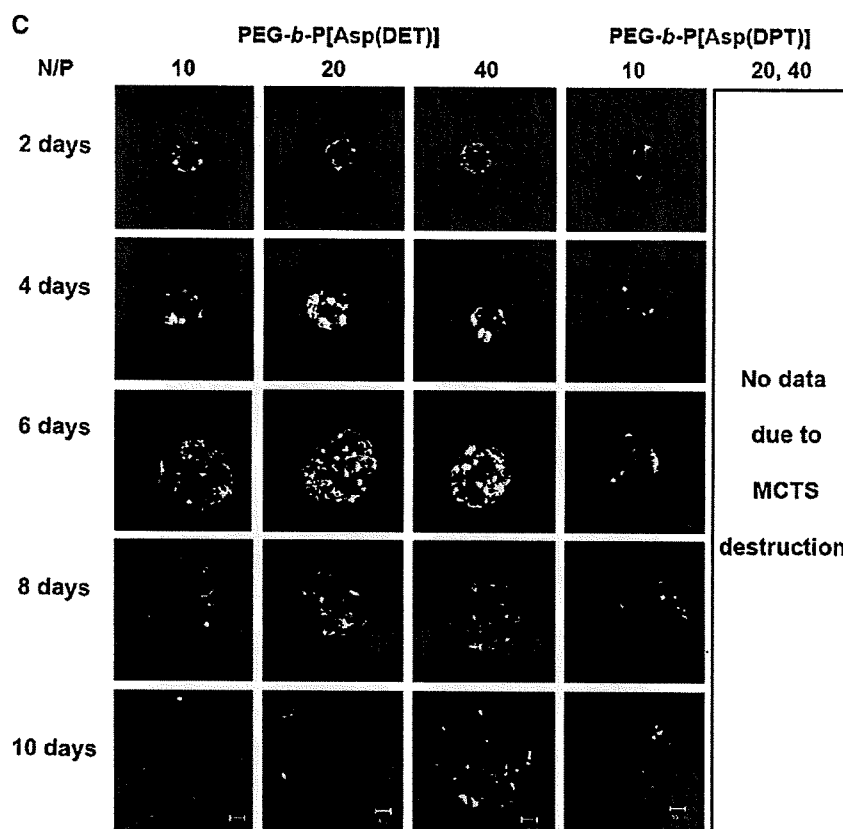 C
PEG-b-P[Asp(DET)] PEG-b-P[Asp(DPT)]
N/P 10 20 40 10 20, 40
2 days
4 days
6 days
8 days
10 days
No data
due to
MCTS
destruction